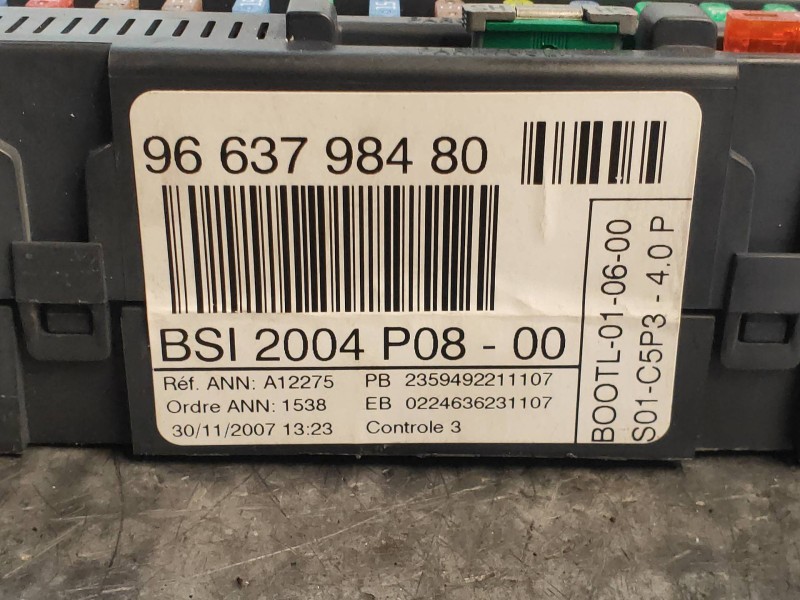 96 637 984 80
BSI 2004 P08 - 00
Réf. ANN: A12275 PB 2359492211107
Ordre ANN: 1538 EB 0224636231107
30/11/2007 13:23 Controle 3
BOOTL-01-06-00
S01-C5P3 - 4.0 P